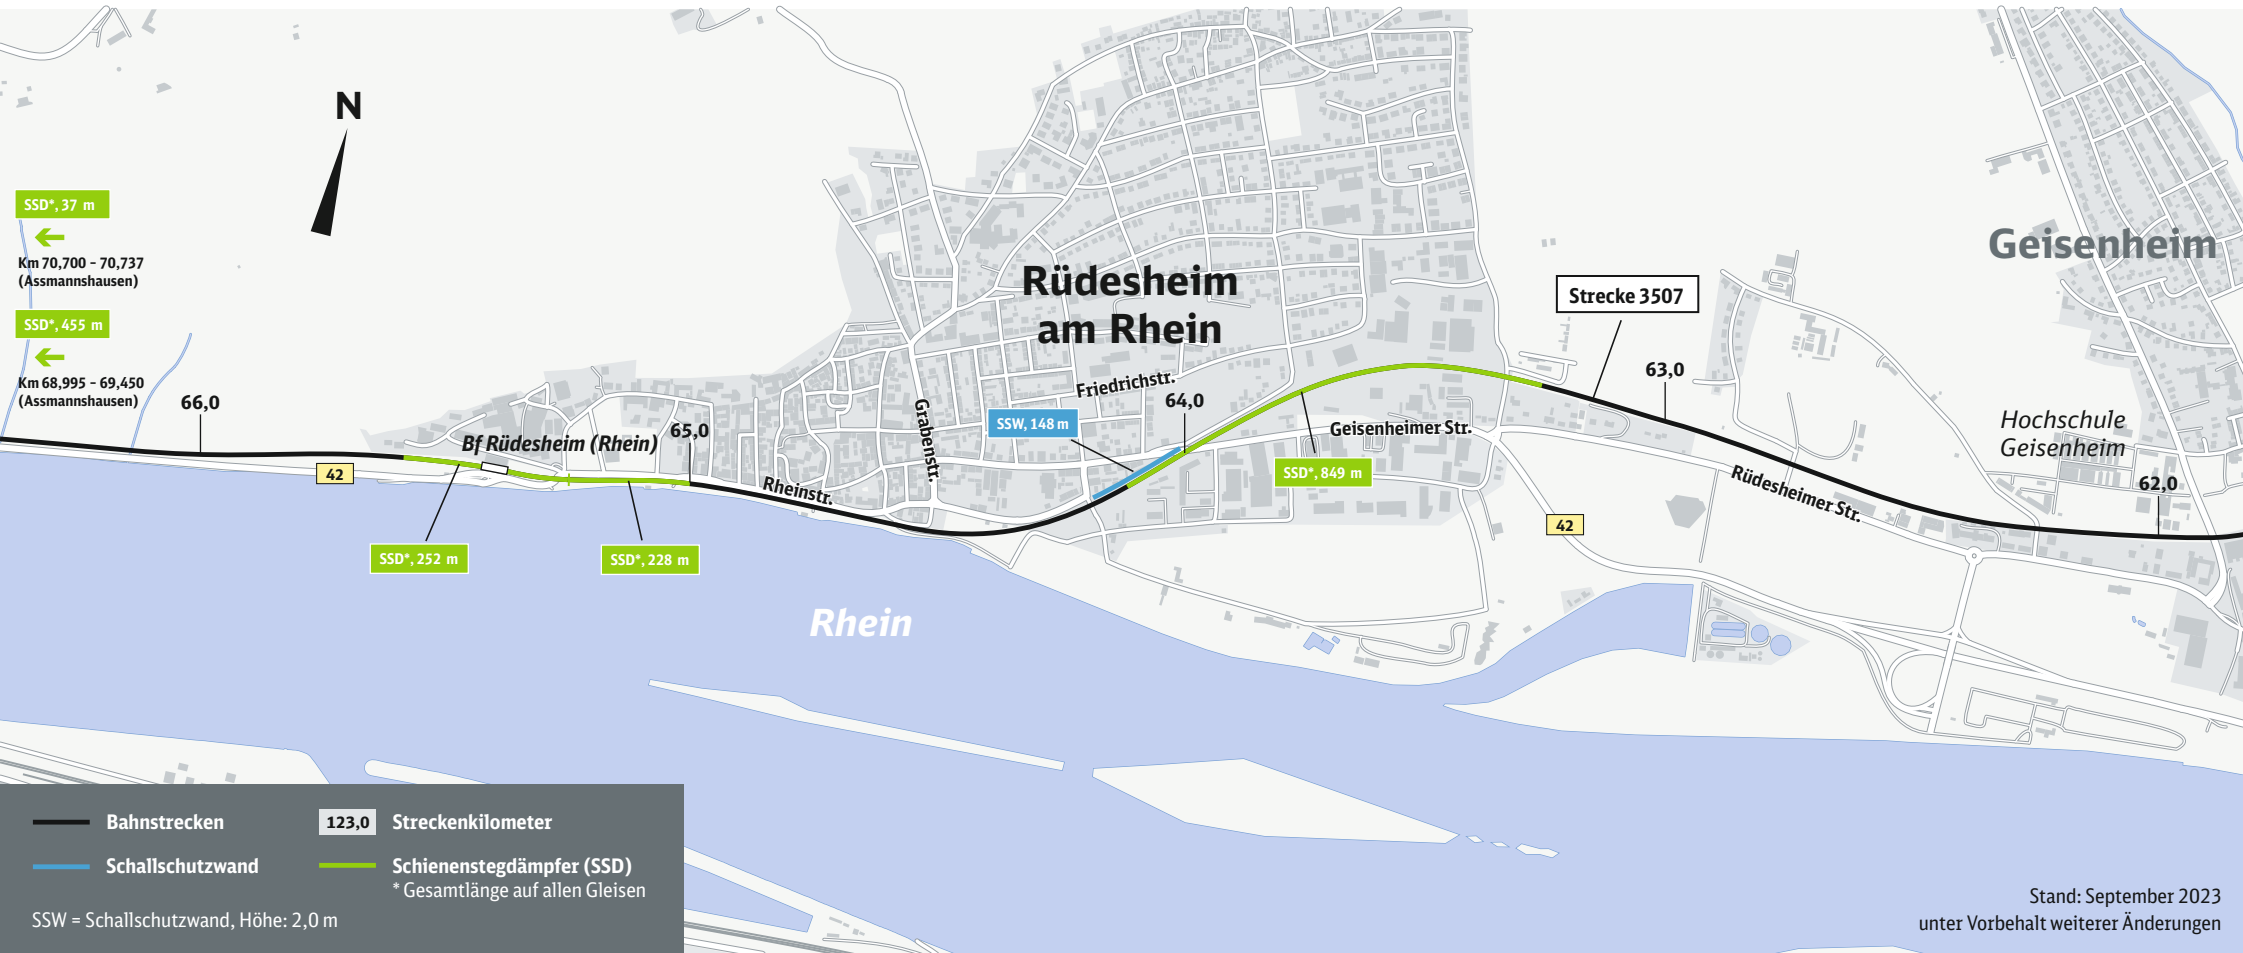 N
SSD*, 37 m
Km 70,700 - 70,737
(Assmannshausen)
SSD*, 455 m
Km 68,995 - 69,450
(Assmannshausen)
66,0
42
Bf Rüdesheim (Rhein)
65,0
SSD*, 252 m
SSD*, 228 m
Rheinstr.
Grabenstr.
Rüdesheim
am Rhein
Friedrichstr.
SSW, 148 m
64,0
Geisenheimer Str.
SSD*, 849 m
Strecke 3507
63,0
42
Rüdesheimer Str.
Geisenheim
Hochschule
Geisenheim
62,0
Rhein
Bahnstrecken
123,0 Streckenkilometer
Schallschutzwand
Schienenstegdämpfer (SSD)
* Gesamtlänge auf allen Gleisen
SSW = Schallschutzwand, Höhe: 2,0 m
Stand: September 2023
unter Vorbehalt weiterer Änderungen